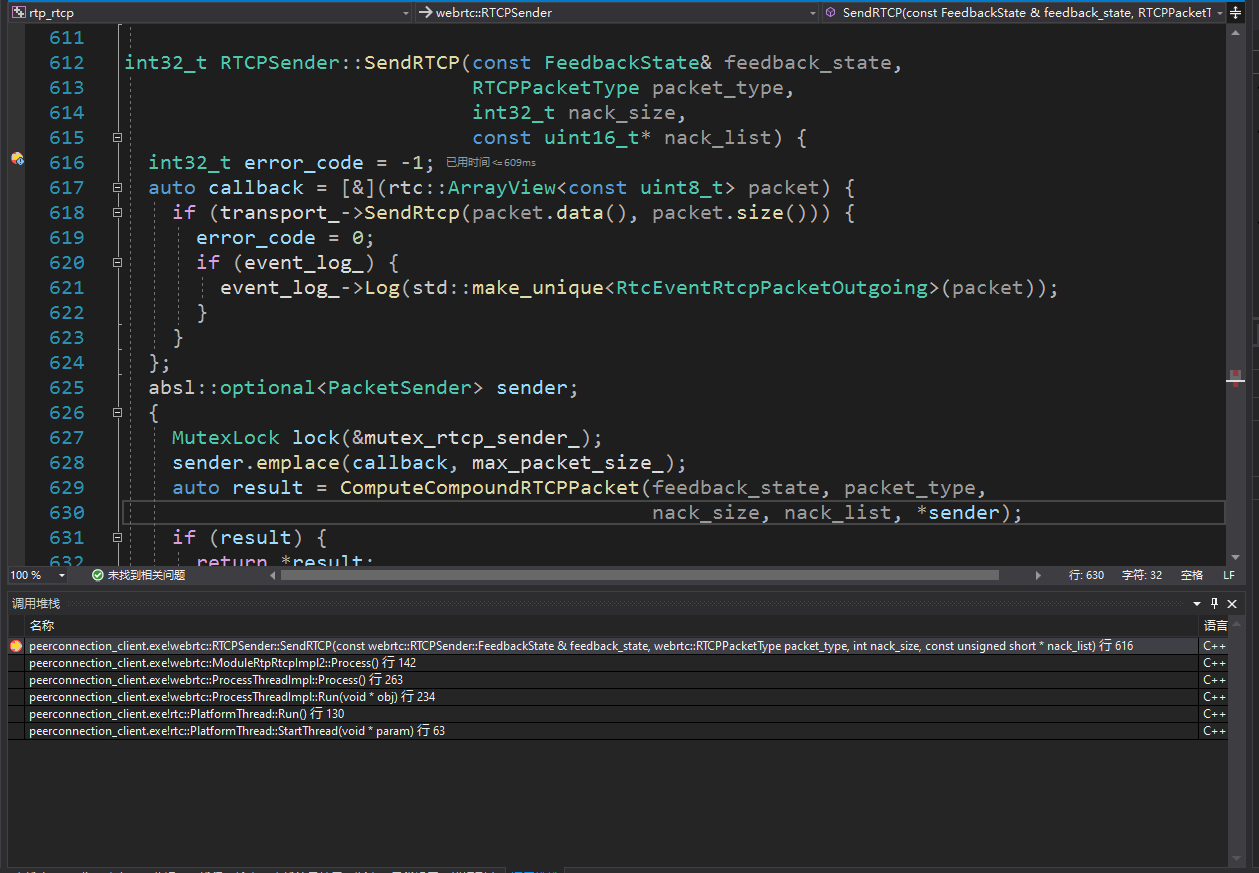 rtp_rtcp
webrtc::RTCPSender
SendRTCP(const FeedbackState & feedback_state, RTCPPacketT
611
612 int32_t RTCPSender::SendRTCP(const FeedbackState& feedback_state,
613 RTCPPacketType packet_type,
614 int32_t nack_size,
615 const uint16_t* nack_list) {
616 int32_t error_code = -1; 已用时间<=609ms
617 auto callback = [&](rtc::ArrayView<const uint8_t> packet) {
618 if (transport_->SendRtcp(packet.data(), packet.size())) {
619 error_code = 0;
620 if (event_log_) {
621 event_log_->Log(std::make_unique<RtcEventRtcpPacketOutgoing>(packet));
622 }
623 }
624 };
625 absl::optional<PacketSender> sender;
626 {
627 MutexLock lock(&mutex_rtcp_sender_);
628 sender.emplace(callback, max_packet_size_);
629 auto result = ComputeCompoundRTCPPacket(feedback_state, packet_type,
630 nack_size, nack_list, *sender);
631 if (result) {
632 return *result;
100 % 未找到相关问题 行: 630 字符: 32 空格 LF
调用堆栈
名称 语言
peerconnection_client.exe!webrtc::RTCPSender::SendRTCP(const webrtc::RTCPSender::FeedbackState & feedback_state, webrtc::RTCPPacketType packet_type, int nack_size, const unsigned short * nack_list) 行 616 C++
peerconnection_client.exe!webrtc::ModuleRtpRtcpImpl2::Process() 行 142 C++
peerconnection_client.exe!webrtc::ProcessThreadImpl::Process() 行 263 C++
peerconnection_client.exe!webrtc::ProcessThreadImpl::Run(void * obj) 行 234 C++
peerconnection_client.exe!rtc::PlatformThread::Run() 行 130 C++
peerconnection_client.exe!rtc::PlatformThread::StartThread(void * param) 行 63 C++